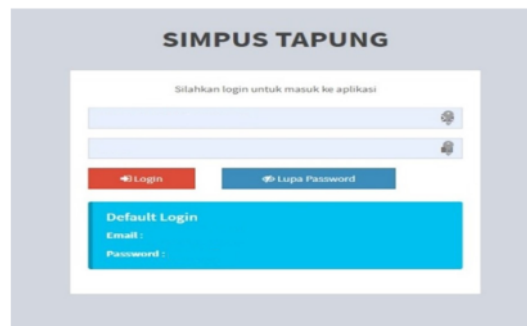 SIMPUS TAPUNG
Silahkan login untuk masuk ke aplikasi
Login
Lupa Password
Default Login
Email :
Password :